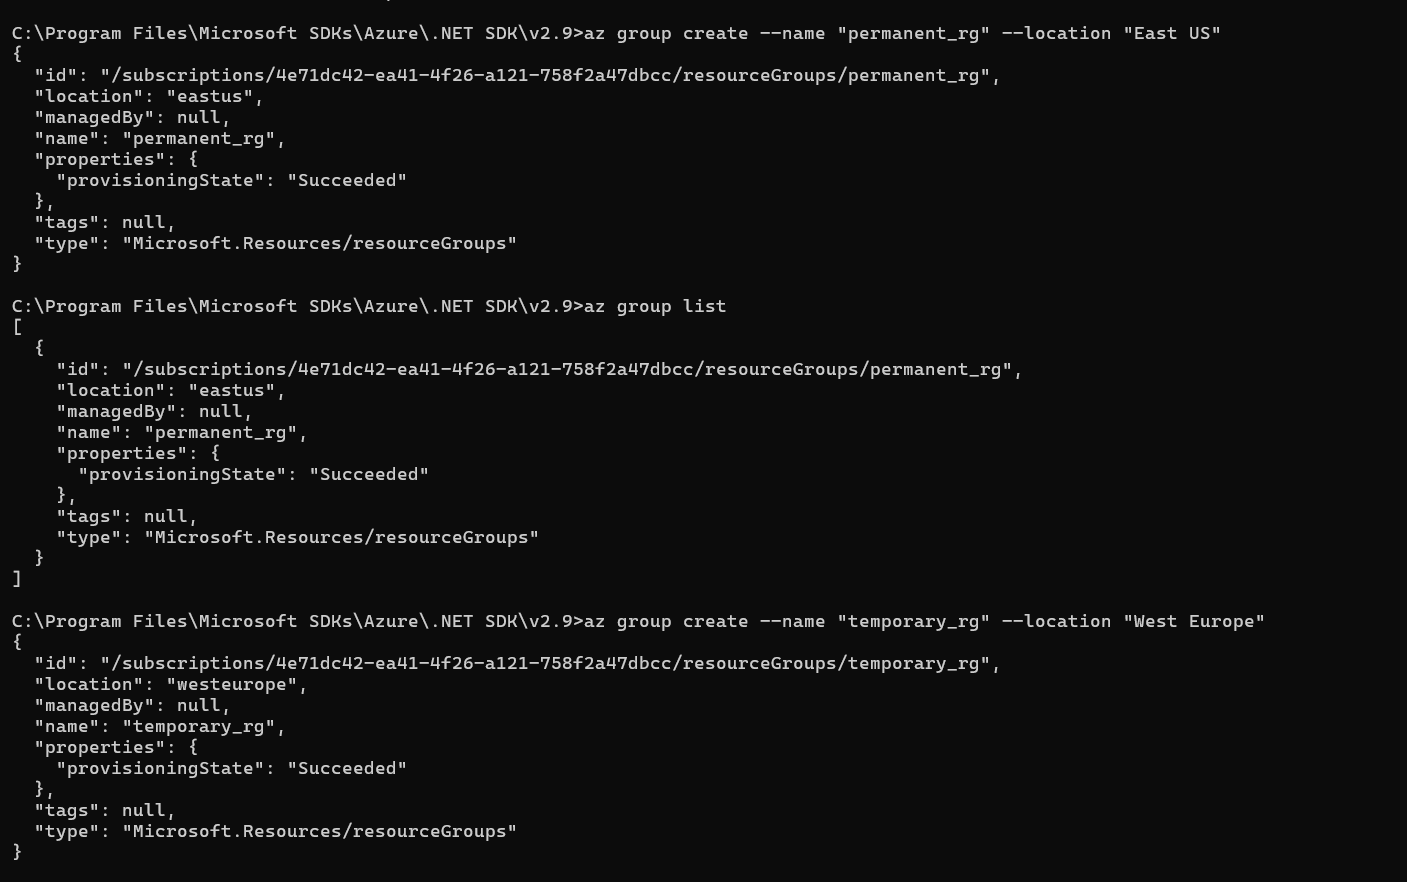 C:\Program Files\Microsoft SDKs\Azure\.NET SDK\v2.9>az group create --name "permanent_rg" --location "East US"
{
  "id": "/subscriptions/4e71dc42-ea41-4f26-a121-758f2a47dbcc/resourceGroups/permanent_rg",
  "location": "eastus",
  "managedBy": null,
  "name": "permanent_rg",
  "properties": {
    "provisioningState": "Succeeded"
  },
  "tags": null,
  "type": "Microsoft.Resources/resourceGroups"
}
C:\Program Files\Microsoft SDKs\Azure\.NET SDK\v2.9>az group list
[
  {
    "id": "/subscriptions/4e71dc42-ea41-4f26-a121-758f2a47dbcc/resourceGroups/permanent_rg",
    "location": "eastus",
    "managedBy": null,
    "name": "permanent_rg",
    "properties": {
      "provisioningState": "Succeeded"
    },
    "tags": null,
    "type": "Microsoft.Resources/resourceGroups"
  }
]
C:\Program Files\Microsoft SDKs\Azure\.NET SDK\v2.9>az group create --name "temporary_rg" --location "West Europe"
{
  "id": "/subscriptions/4e71dc42-ea41-4f26-a121-758f2a47dbcc/resourceGroups/temporary_rg",
  "location": "westeurope",
  "managedBy": null,
  "name": "temporary_rg",
  "properties": {
    "provisioningState": "Succeeded"
  },
  "tags": null,
  "type": "Microsoft.Resources/resourceGroups"
}